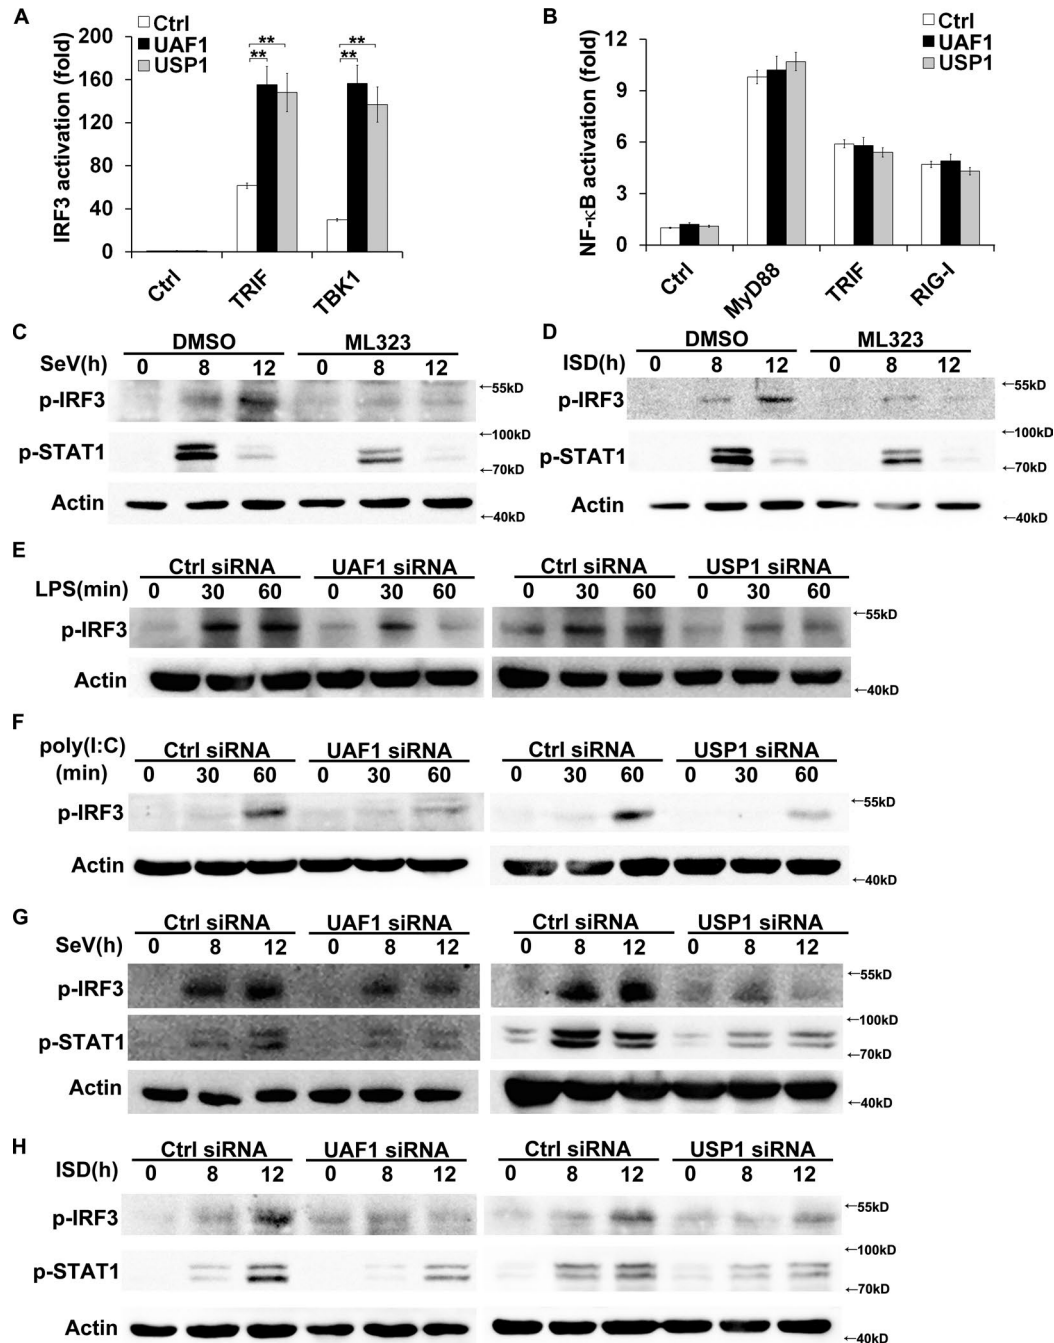 A
IRF3 activation (fold)
200
160
120
80
40
0
Ctrl
UAF1
USP1
** **
** **
Ctrl
TRIF
TBK1
B
NF-κB activation (fold)
12
9
6
3
0
Ctrl
UAF1
USP1
Ctrl
MyD88
TRIF
RIG-I
C
DMSO ML323
SeV(h) 0 8 12 0 8 12
p-IRF3 ←55kD
p-STAT1 ←100kD
←70kD
Actin
←40kD
D
DMSO ML323
ISD(h) 0 8 12 0 8 12
p-IRF3 ←55kD
p-STAT1 ←100kD
←70kD
Actin
←40kD
E
Ctrl siRNA UAF1 siRNA Ctrl siRNA USP1 siRNA
LPS(min) 0 30 60 0 30 60 0 30 60 0 30 60
p-IRF3 ←55kD
Actin ←40kD
F
poly(I:C) Ctrl siRNA UAF1 siRNA Ctrl siRNA USP1 siRNA
(min) 0 30 60 0 30 60 0 30 60 0 30 60
p-IRF3 ←55kD
Actin ←40kD
G
Ctrl siRNA UAF1 siRNA Ctrl siRNA USP1 siRNA
SeV(h) 0 8 12 0 8 12 0 8 12 0 8 12
p-IRF3 ←55kD
p-STAT1 ←100kD
←70kD
Actin ←40kD
H
Ctrl siRNA UAF1 siRNA Ctrl siRNA USP1 siRNA
ISD(h) 0 8 12 0 8 12 0 8 12 0 8 12
p-IRF3 ←55kD
p-STAT1 ←100kD
←70kD
Actin ←40kD